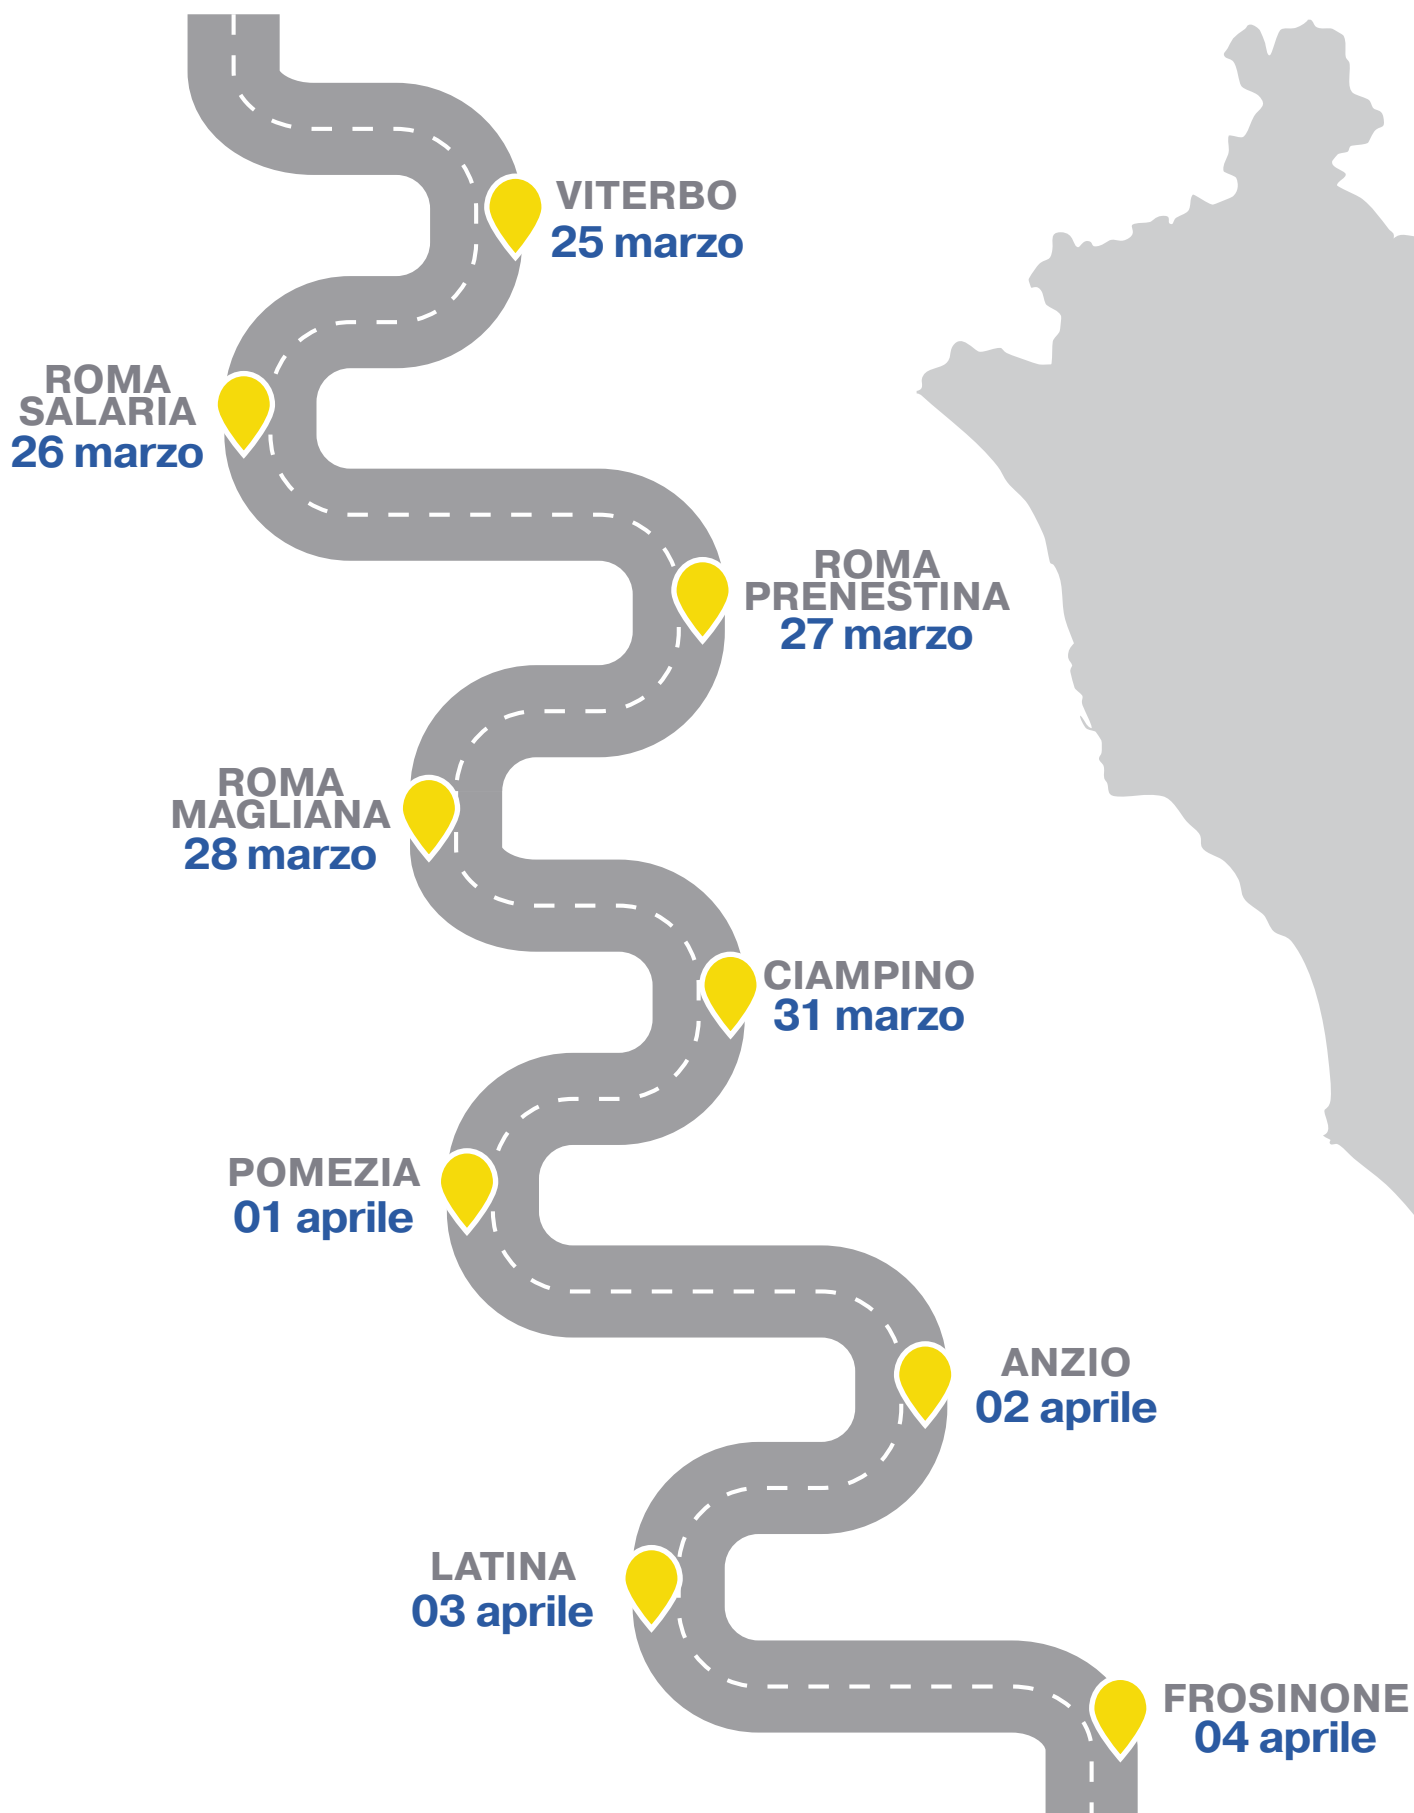 VITERBO
25 marzo
ROMA
SALARIA
26 marzo
ROMA
PRENESTINA
27 marzo
ROMA
MAGLIANA
28 marzo
CIAMPINO
31 marzo
POMEZIA
01 aprile
ANZIO
02 aprile
LATINA
03 aprile
FROSINONE
04 aprile